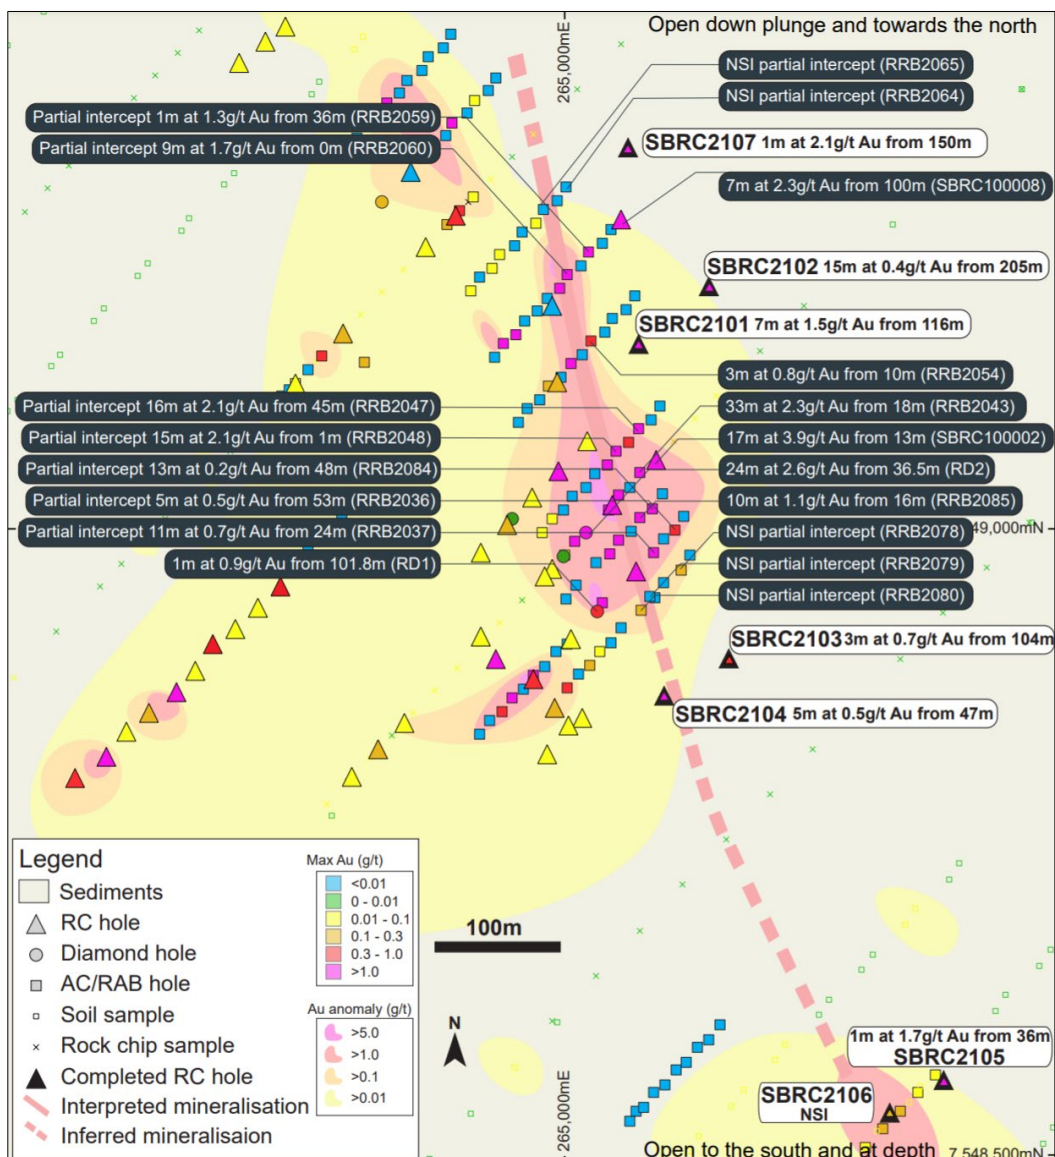 Open down plunge and towards the north
265,000mE
NSI partial intercept (RRB2065)
NSI partial intercept (RRB2064)
Partial intercept 1m at 1.3g/t Au from 36m (RRB2059)
Partial intercept 9m at 1.7g/t Au from 0m (RRB2060)
SBRC2107 1m at 2.1g/t Au from 150m
7m at 2.3g/t Au from 100m (SBRC100008)
SBRC2102 15m at 0.4g/t Au from 205m
SBRC2101 7m at 1.5g/t Au from 116m
3m at 0.8g/t Au from 10m (RRB2054)
Partial intercept 16m at 2.1g/t Au from 45m (RRB2047)
33m at 2.3g/t Au from 18m (RRB2043)
Partial intercept 15m at 2.1g/t Au from 1m (RRB2048)
17m at 3.9g/t Au from 13m (SBRC100002)
Partial intercept 13m at 0.2g/t Au from 48m (RRB2084)
24m at 2.6g/t Au from 36.5m (RD2)
Partial intercept 5m at 0.5g/t Au from 53m (RRB2036)
10m at 1.1g/t Au from 16m (RRB2085)
Partial intercept 11m at 0.7g/t Au from 24m (RRB2037)
NSI partial intercept (RRB2078)
49,000mN
1m at 0.9g/t Au from 101.8m (RD1)
NSI partial intercept (RRB2079)
NSI partial intercept (RRB2080)
SBRC2103 3m at 0.7g/t Au from 104m
SBRC2104 5m at 0.5g/t Au from 47m
Legend
Sediments
RC hole
Diamond hole
AC/RAB hole
Soil sample
Rock chip sample
Completed RC hole
Interpreted mineralisation
Inferred mineralisaion
Max Au (g/t)
<0.01
0 - 0.01
0.01 - 0.1
0.1 - 0.3
0.3 - 1.0
>1.0
Au anomaly (g/t)
>5.0
>1.0
>0.1
>0.01
100m
N
265,000mE
1m at 1.7g/t Au from 36m
SBRC2105
SBRC2106
NSI
Open to the south and at depth
7,548,500mN